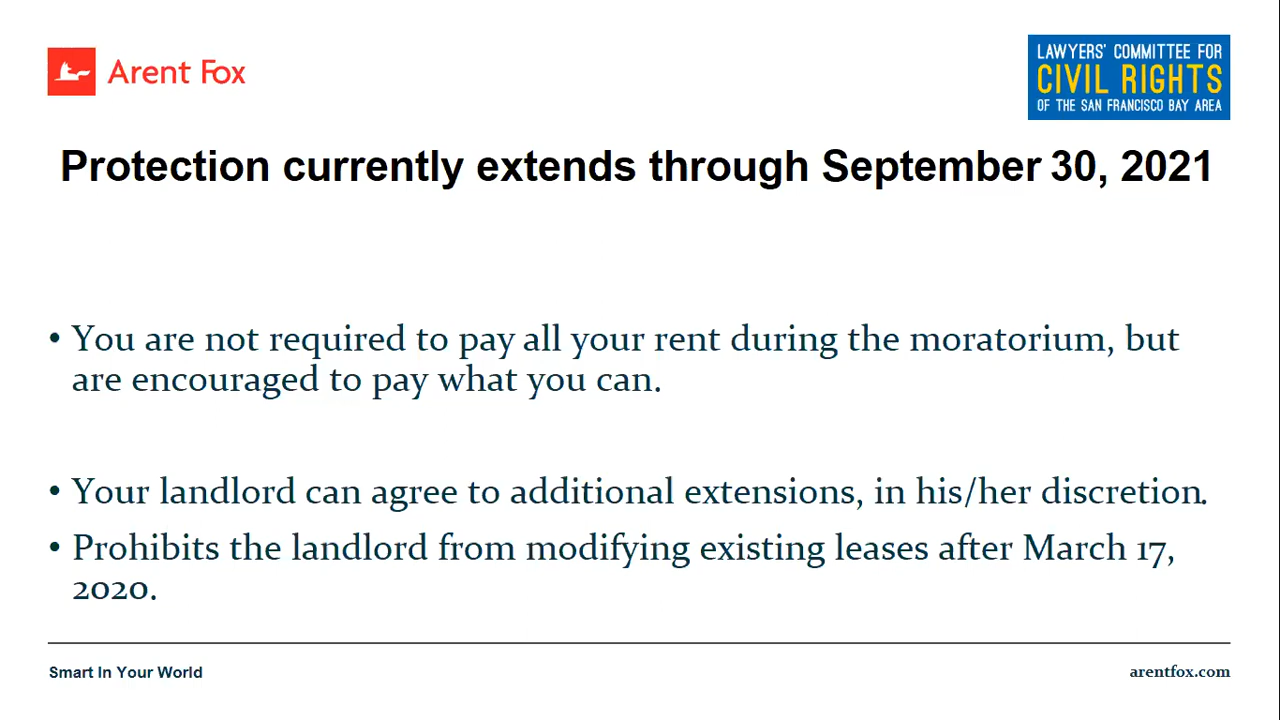 Arent Fox
LAWYERS' COMMITTEE FOR
CIVIL RIGHTS
OF THE SAN FRANCISCO BAY AREA
Protection currently extends through September 30, 2021
• You are not required to pay all your rent during the moratorium, but
are encouraged to pay what you can.
• Your landlord can agree to additional extensions, in his/her discretion.
• Prohibits the landlord from modifying existing leases after March 17,
2020.
Smart In Your World
arentfox.com